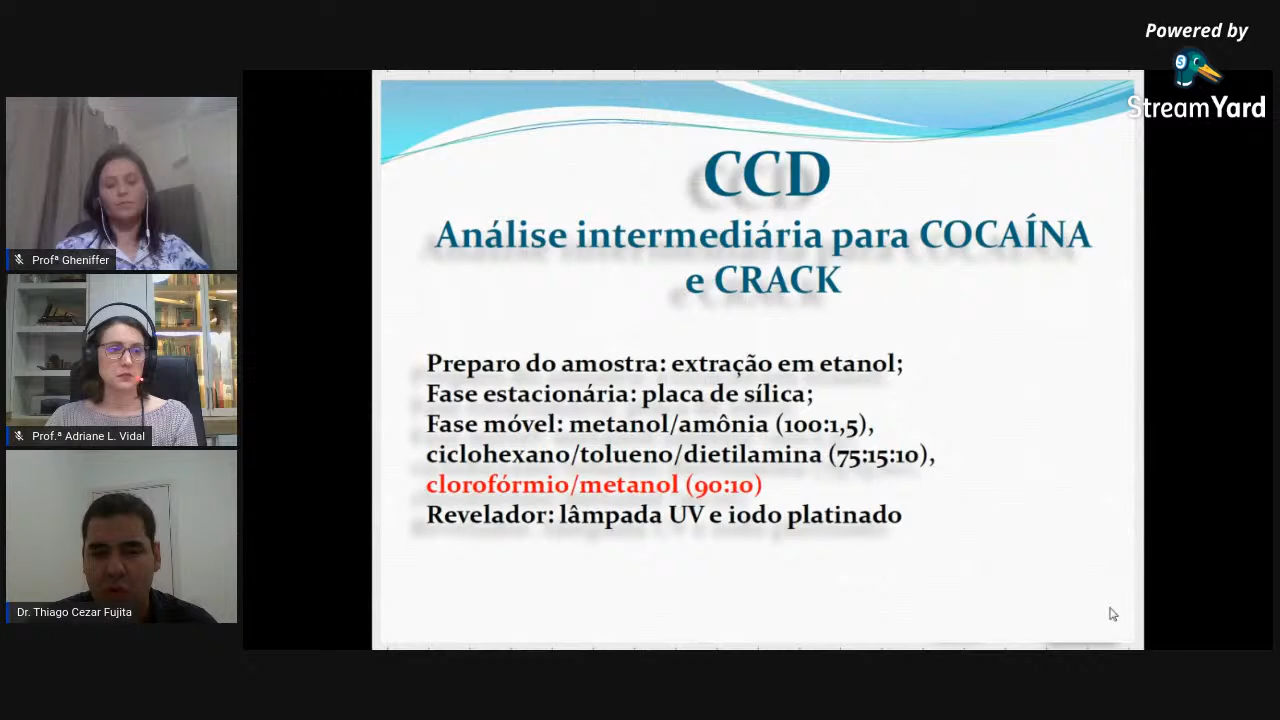 Powered by
StreamYard
CCD
Análise intermediária para COCAÍNA
e CRACK
Preparo do amostra: extração em etanol;
Fase estacionária: placa de sílica;
Fase móvel: metanol/amônia (100:1,5),
ciclohexano/tolueno/dietilamina (75:15:10),
clorofórmio/metanol (90:10)
Revelador: lâmpada UV e iodo platinado
Profª Gheniffer
Prof.ª Adriane L. Vidal
Dr. Thiago Cezar Fujita